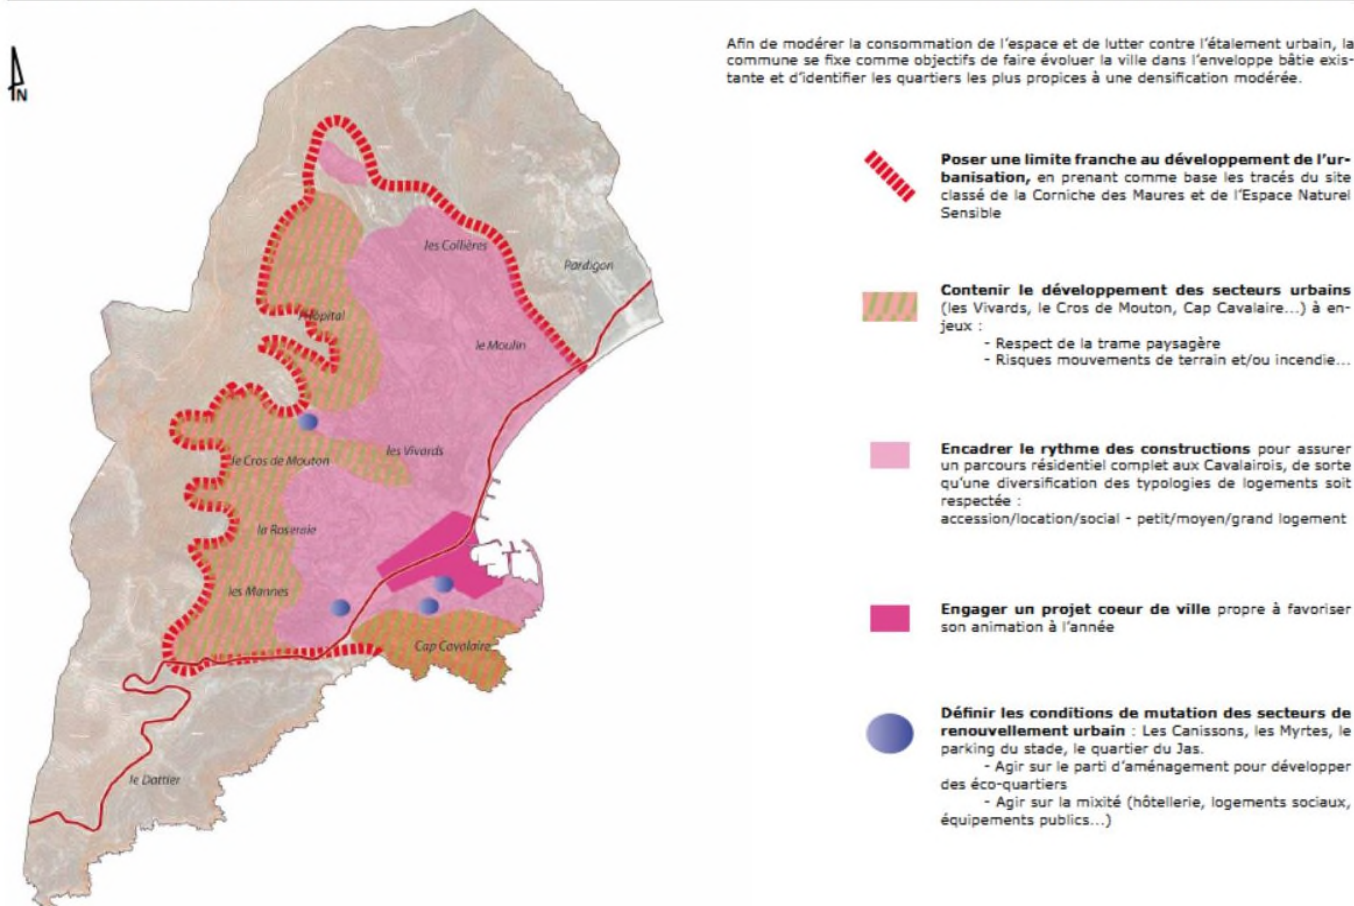 N
Afin de modérer la consommation de l'espace et de lutter contre l'étalement urbain, la
commune se fixe comme objectifs de faire évoluer la ville dans l'enveloppe bâtie exis-
tante et d'identifier les quartiers les plus propices à une densification modérée.
Poser une limite franche au développement de l'ur-
banisation, en prenant comme base les tracés du site
classé de la Corniche des Maures et de l'Espace Naturel
Sensible
Contenir le développement des secteurs urbains
(les Vivards, le Cros de Mouton, Cap Cavalaire...) à en-
jeux :
- Respect de la trame paysagère
- Risques mouvements de terrain et/ou incendie...
Encadrer le rythme des constructions pour assurer
un parcours résidentiel complet aux Cavalairois, de sorte
qu'une diversification des typologies de logements soit
respectée :
accession/location/social - petit/moyen/grand logement
Engager un projet coeur de ville propre à favoriser
son animation à l'année
Définir les conditions de mutation des secteurs de
renouvellement urbain : Les Canissons, les Myrtes, le
parking du stade, le quartier du Jas.
- Agir sur le parti d'aménagement pour développer
des éco-quartiers
- Agir sur la mixité (hôtellerie, logements sociaux,
équipements publics...)
les Collières
Pardigon
l'Hôpital
le Moulin
les Vivards
le Cros de Mouton
la Roseraie
les Mannes
Cap Cavalaire
le Dattier